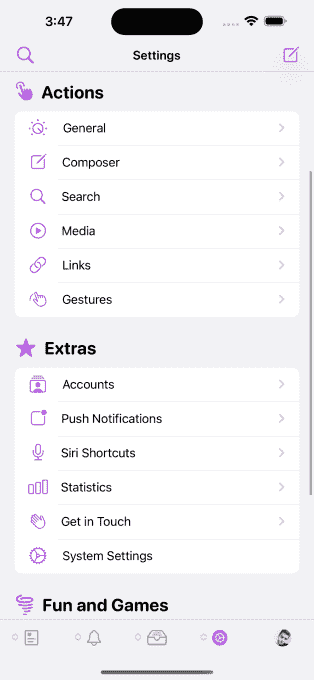 3:47
Settings
Actions
General
Composer
Search
Media
Links
Gestures
Extras
Accounts
Push Notifications
Siri Shortcuts
Statistics
Get in Touch
System Settings
Fun and Games